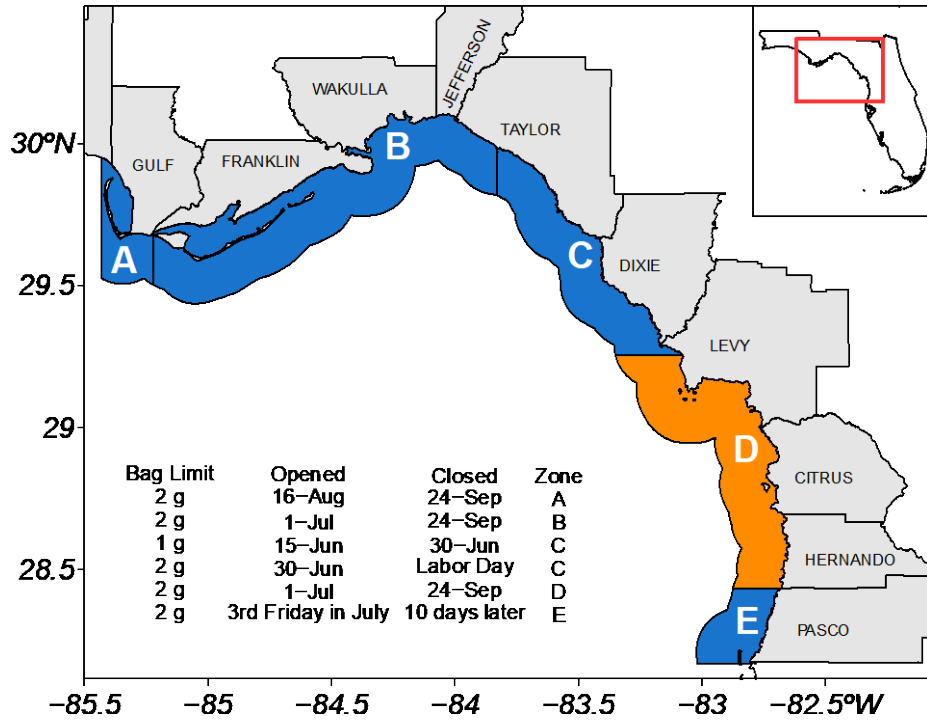 JEFFERSON
WAKULLA
TAYLOR
30ºN
B
GULF
FRANKLIN
A
C
DIXIE
29.5
LEVY
29
D
CITRUS
Bag Limit Opened Closed Zone
2 g 16−Aug 24−Sep A
2 g 1−Jul 24−Sep B
1 g 15−Jun 30−Jun C
2 g 30−Jun Labor Day C
2 g 1−Jul 24−Sep D
2 g 3rd Friday in July 10 days later E
28.5
HERNANDO
E
PASCO
−85.5 −85 −84.5 −84 −83.5 −83 −82.5ºW